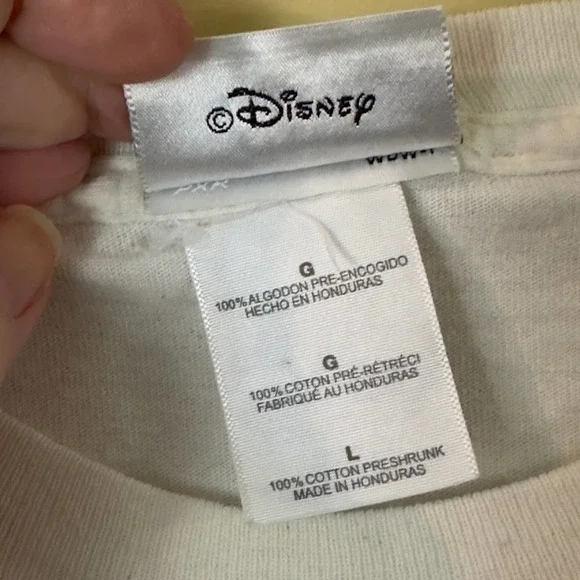 © Disney
G
100% ALGODON PRE-ENCOGIDO
HECHO EN HONDURAS
G
100% COTON PRÉ-RÉTRÉCI
FABRIQUÉ AU HONDURAS
L
100% COTTON PRESHRUNK
MADE IN HONDURAS